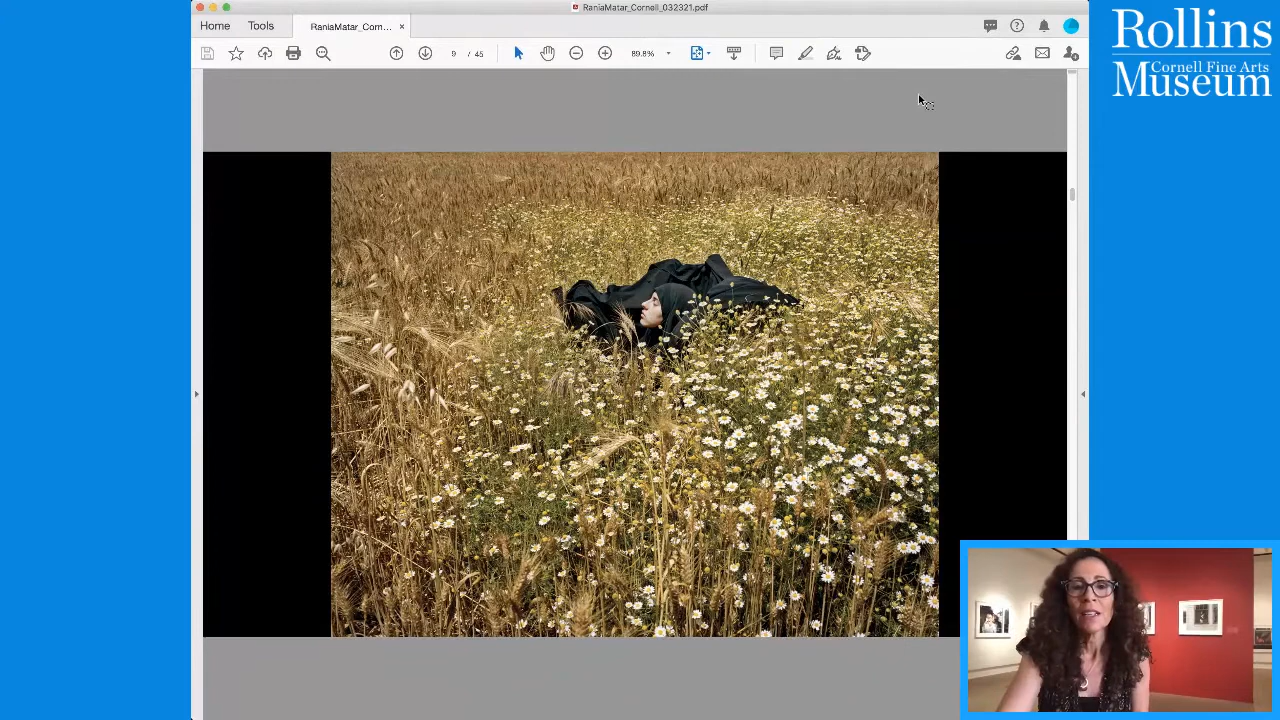 RaniaMatar_Cornell_032321.pdf
Home
Tools
RaniaMatar_Corn...
9 / 45
89.8%
Rollins
Cornell Fine Arts
Museum